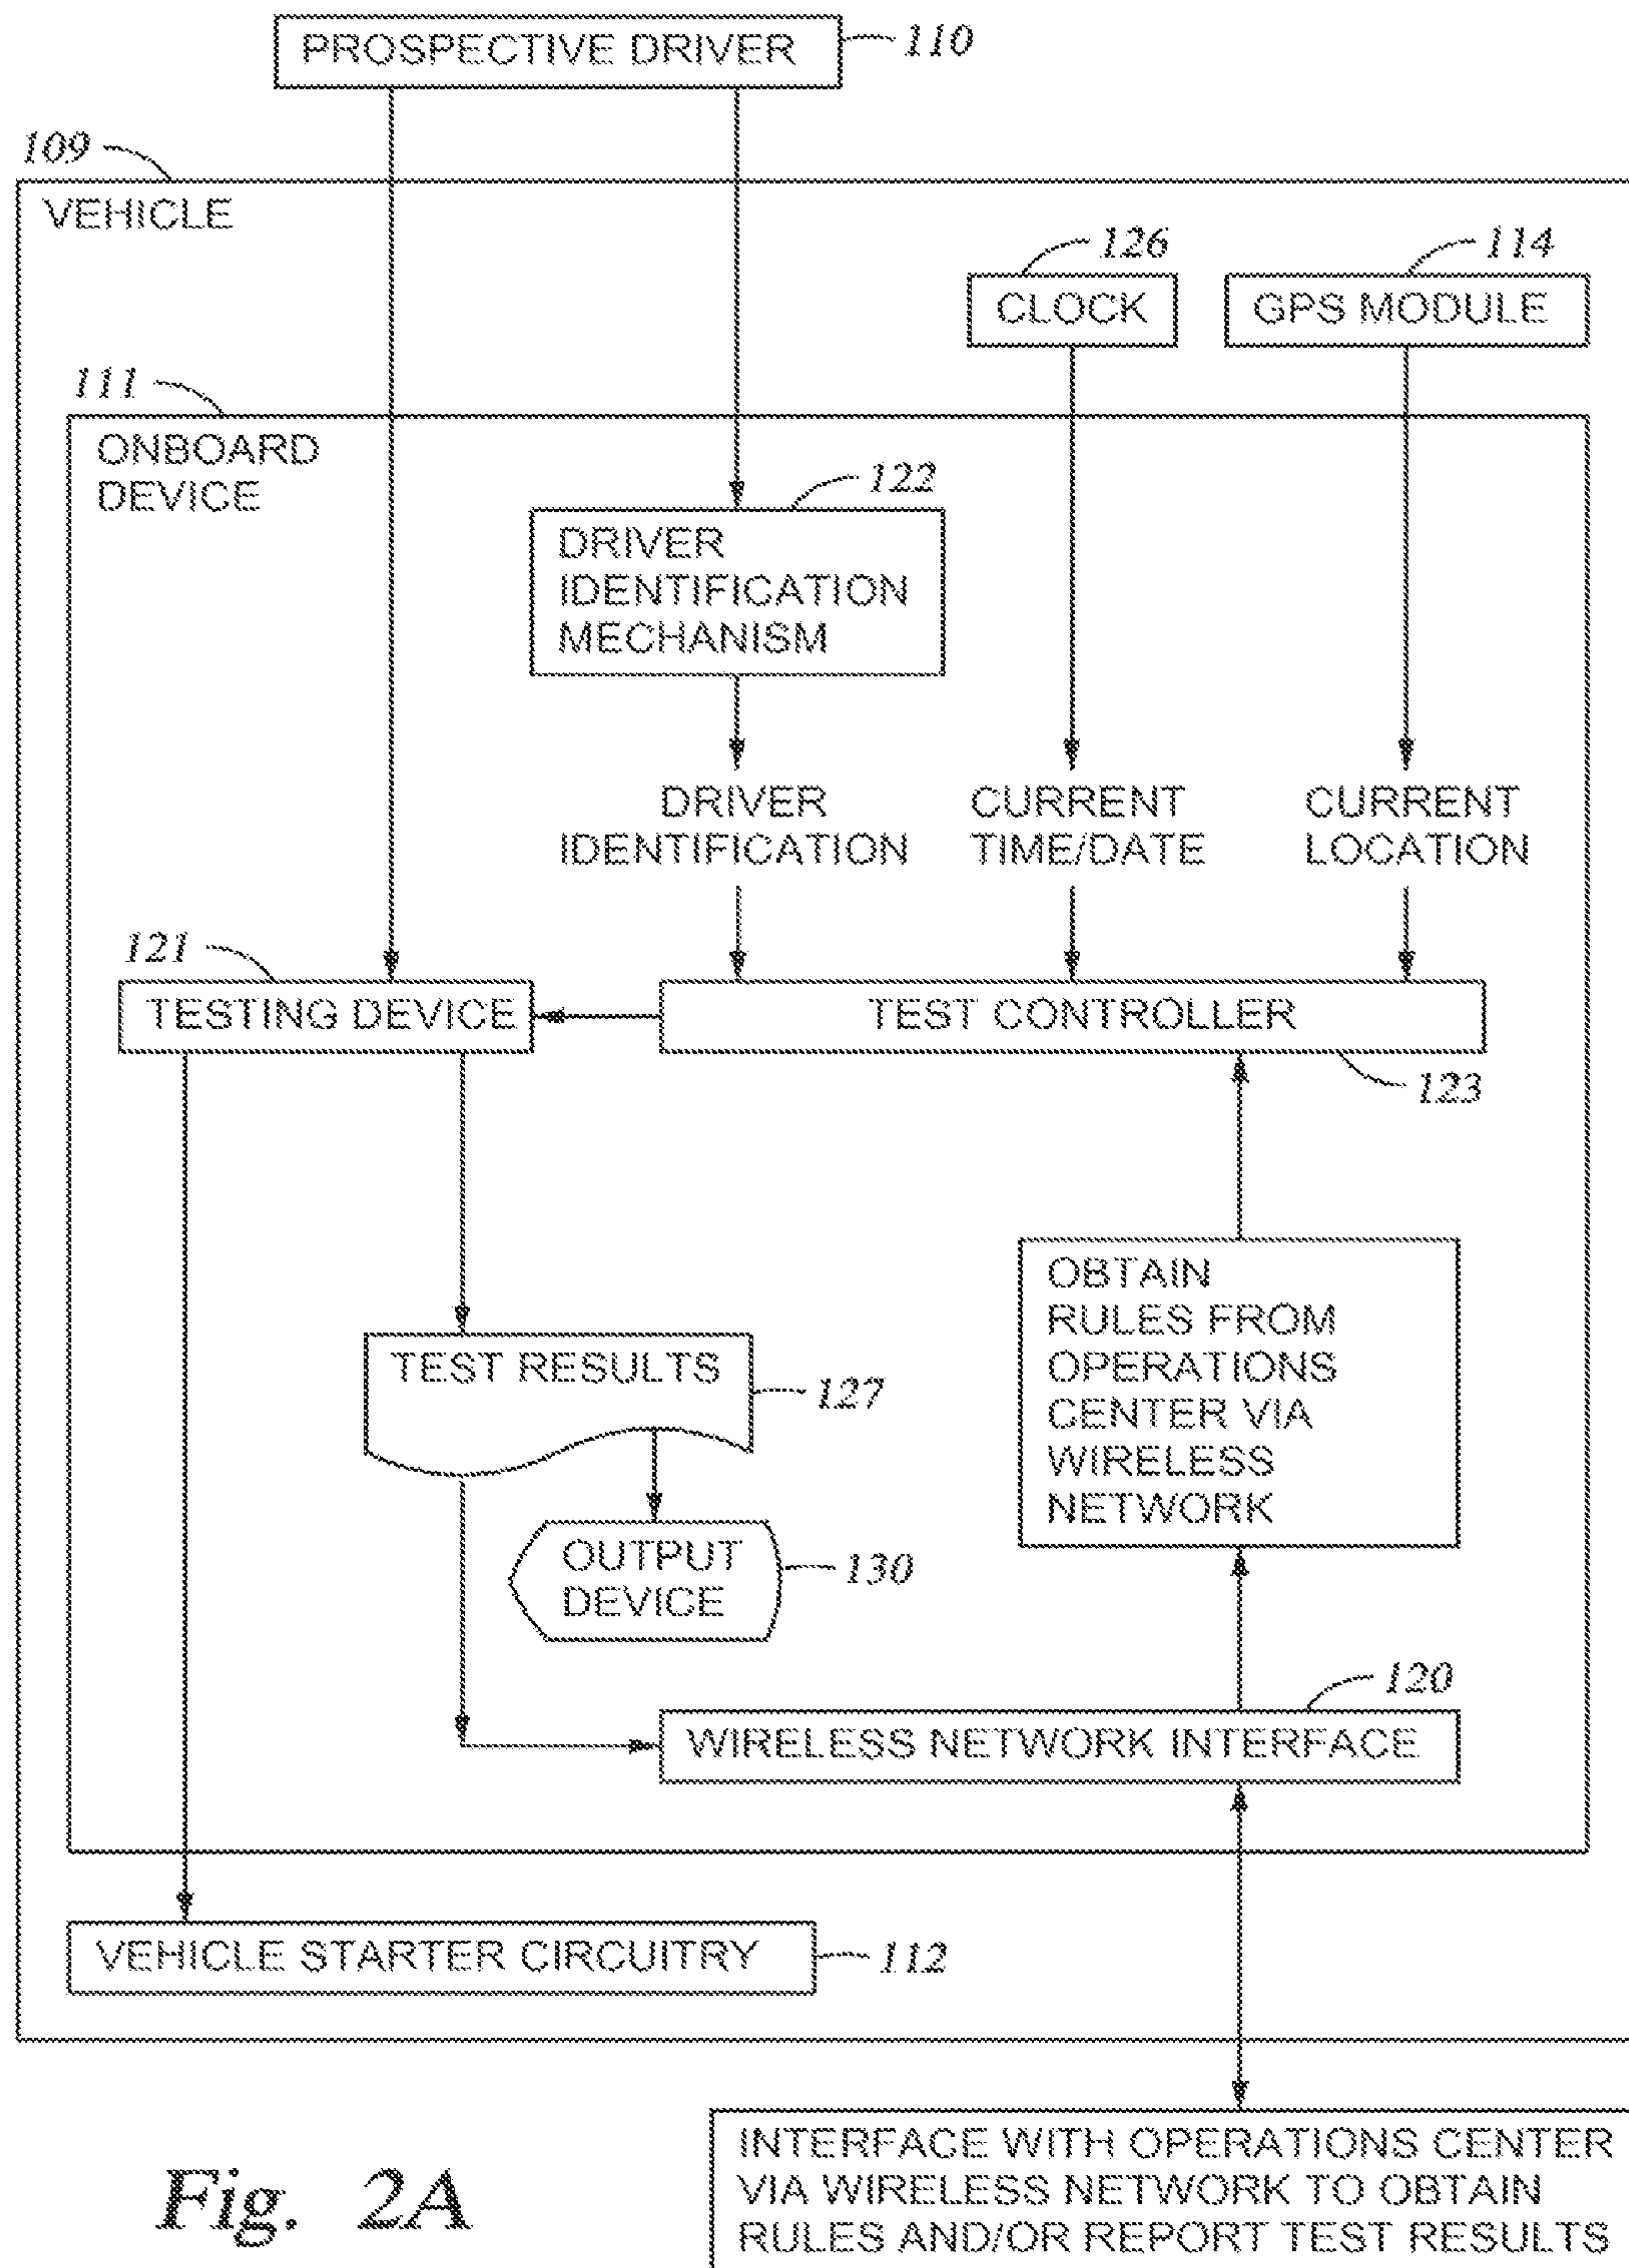 PROSPECTIVE DRIVER
110
109
VEHICLE
126
114
CLOCK
GPS MODULE
111
ONBOARD
DEVICE
122
DRIVER
IDENTIFICATION
MECHANISM
DRIVER
IDENTIFICATION
CURRENT
TIME/DATE
CURRENT
LOCATION
121
TESTING DEVICE
TEST CONTROLLER
123
OBTAIN
RULES FROM
OPERATIONS
CENTER VIA
WIRELESS
NETWORK
TEST RESULTS
127
OUTPUT
DEVICE
130
120
WIRELESS NETWORK INTERFACE
VEHICLE STARTER CIRCUITRY
112
INTERFACE WITH OPERATIONS CENTER
VIA WIRELESS NETWORK TO OBTAIN
RULES AND/OR REPORT TEST RESULTS
Fig. 2A